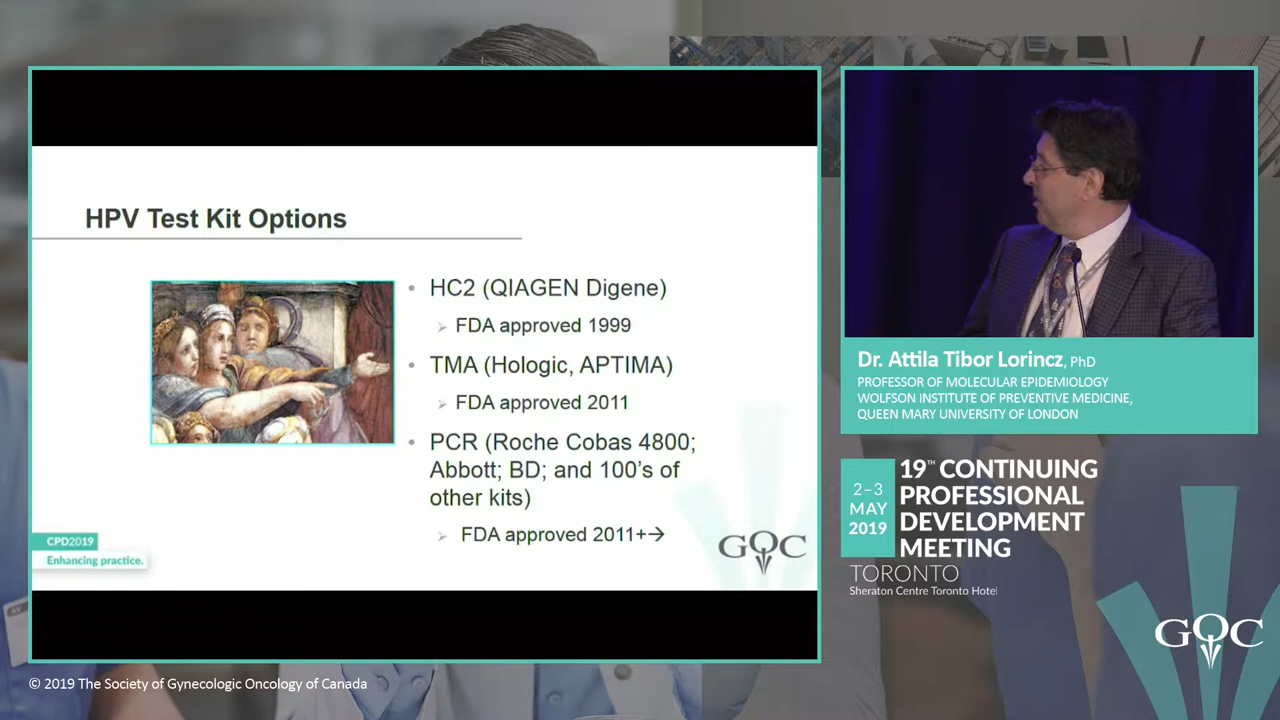 HPV Test Kit Options
• HC2 (QIAGEN Digene)
➢ FDA approved 1999
• TMA (Hologic, APTIMA)
➢ FDA approved 2011
• PCR (Roche Cobas 4800;
Abbott; BD; and 100's of
other kits)
➢ FDA approved 2011+→
CPD2019
Enhancing practice.
GOC
Dr. Attila Tibor Lorincz, PhD
PROFESSOR OF MOLECULAR EPIDEMIOLOGY
WOLFSON INSTITUTE OF PREVENTIVE MEDICINE,
QUEEN MARY UNIVERSITY OF LONDON
2–3
MAY
2019
19TH CONTINUING
PROFESSIONAL
DEVELOPMENT
MEETING
TORONTO
Sheraton Centre Toronto Hotel
GOC
© 2019 The Society of Gynecologic Oncology of Canada